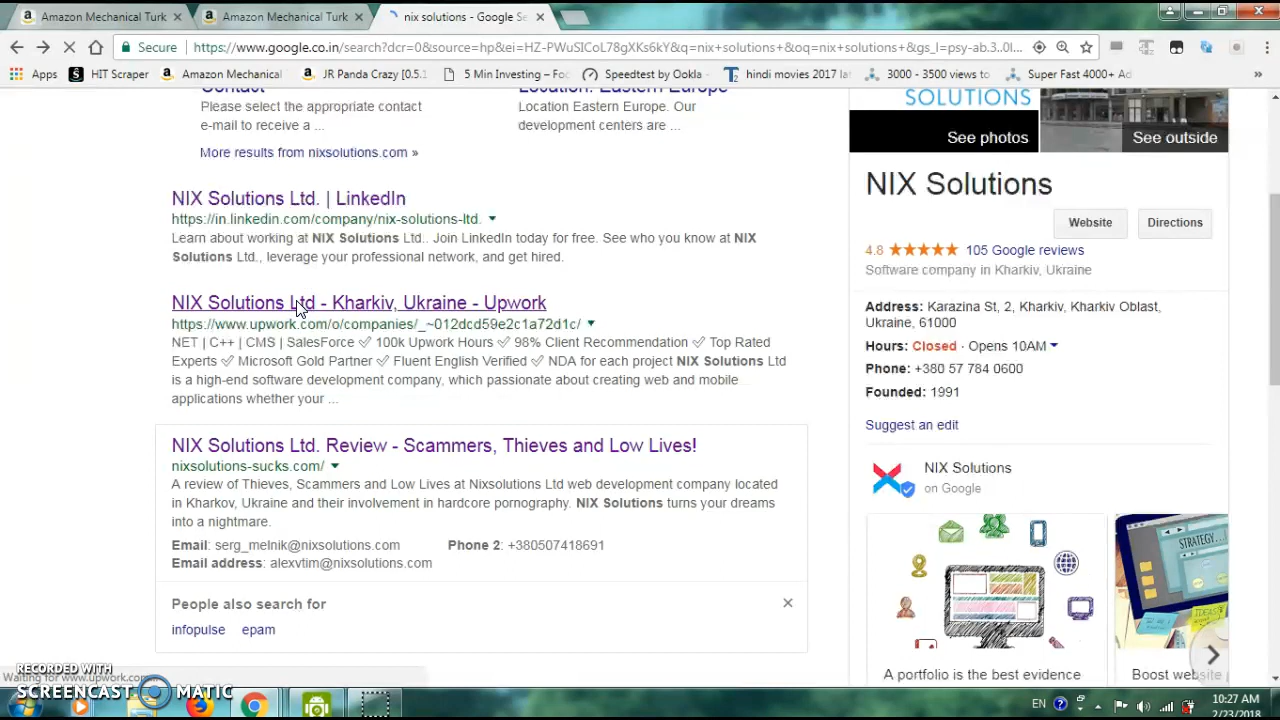 Amazon Mechanical Turk
Amazon Mechanical Turk
nix solutions - Google Se
Secure
https://www.google.co.in/search?dcr=0&source=hp&ei=HZ-PWuSICoL78gXKs6kY&q=nix+solutions+&oq=nix+solutions+&gs_l=psy-ab.3..0l...
Apps
HIT Scraper
Amazon Mechanical
JR Panda Crazy [0.5.1
5 Min Investing – Fo
Speedtest by Ookla -
hindi movies 2017 lat
3000 - 3500 views to
Super Fast 4000+ Ad
»
Contact
Location: Eastern Europe
Please select the appropriate contact
e-mail to receive a ...
Location Eastern Europe. Our
development centers are ...
More results from nixsolutions.com »
NIX Solutions Ltd. | LinkedIn
https://in.linkedin.com/company/nix-solutions-ltd.
Learn about working at NIX Solutions Ltd.. Join LinkedIn today for free. See who you know at NIX
Solutions Ltd., leverage your professional network, and get hired.
NIX Solutions Ltd - Kharkiv, Ukraine - Upwork
https://www.upwork.com/o/companies/_~012dcd59e2c1a72d1c/
NET | C++ | CMS | SalesForce ✓ 100k Upwork Hours ✓ 98% Client Recommendation ✓ Top Rated
Experts ✓ Microsoft Gold Partner ✓ Fluent English Verified ✓ NDA for each project NIX Solutions Ltd
is a high-end software development company, which passionate about creating web and mobile
applications whether your ...
NIX Solutions Ltd. Review - Scammers, Thieves and Low Lives!
nixsolutions-sucks.com/
A review of Thieves, Scammers and Low Lives at Nixsolutions Ltd web development company located
in Kharkov, Ukraine and their involvement in hardcore pornography. NIX Solutions turns your dreams
into a nightmare.
Email: serg_melnik@nixsolutions.com
Phone 2: +380507418691
Email address: alexvtim@nixsolutions.com
People also search for
infopulse
epam
SOLUTIONS
See photos
See outside
NIX Solutions
Website
Directions
4.8
105 Google reviews
Software company in Kharkiv, Ukraine
Address: Karazina St, 2, Kharkiv, Kharkiv Oblast,
Ukraine, 61000
Hours: Closed · Opens 10AM
Phone: +380 57 784 0600
Founded: 1991
Suggest an edit
NIX Solutions
on Google
STRATEGY...
IDEAS
A portfolio is the best evidence
Boost website
Waiting for www.upwork.com...
RECORDED WITH
SCREENCAST MATIC
EN
10:27 AM
2/23/2018